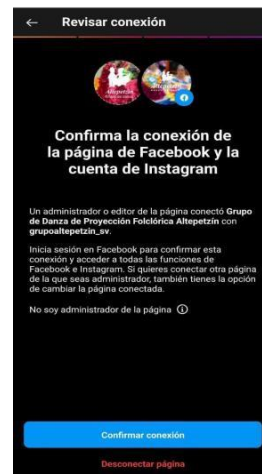 Revisar conexión
Confirma la conexión de
la página de Facebook y la
cuenta de Instagram
Un administrador o editor de la página conectó Grupo
de Danza de Proyección Folclórica Altepetzín con
grupoaltepetzin_sv.
Inicia sesión en Facebook para confirmar esta
conexión y acceder a todas las funciones de
Facebook e Instagram. Si quieres conectar otra página
de la que seas administrador, también tienes la opción
de cambiar la página conectada.
No soy administrador de la página
Confirmar conexión
Desconectar página